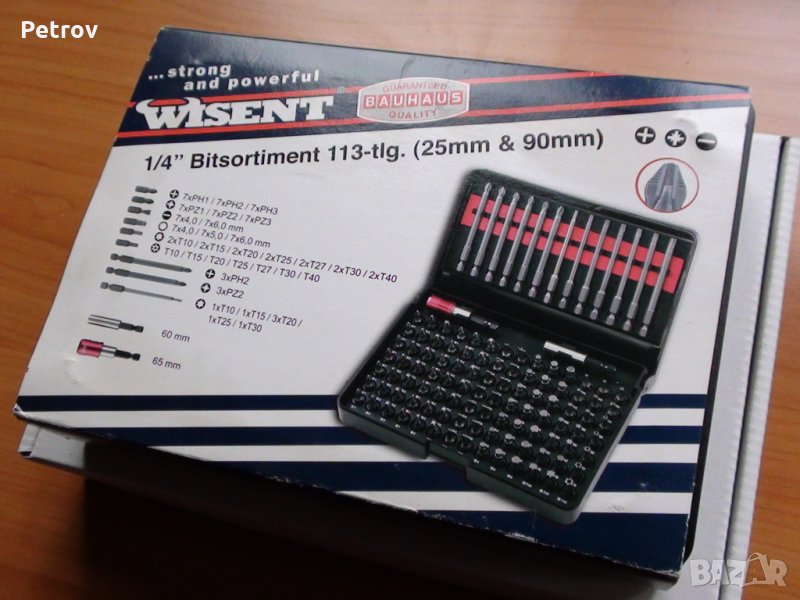 Petrov
...strong
and powerful
WISENT®
GUARANTEED
BAUHAUS
QUALITY
1/4" Bitsortiment 113-tlg. (25mm & 90mm)
7xPH1 / 7xPH2 / 7xPH3
7xPZ1 / 7xPZ2 / 7xPZ3
7x4,0 / 7x6,0 mm
7x4,0 / 7x5,0 / 7x6,0 mm
2xT10 / 2xT15 / 2xT20 / 2xT25 / 2xT27 / 2xT30 / 2xT40
T10 / T15 / T20 / T25 / T27 / T30 / T40
3xPH2
3xPZ2
1xT10 / 1xT15 / 3xT20 /
1xT25 / 1xT30
60 mm
65 mm
BAZAR